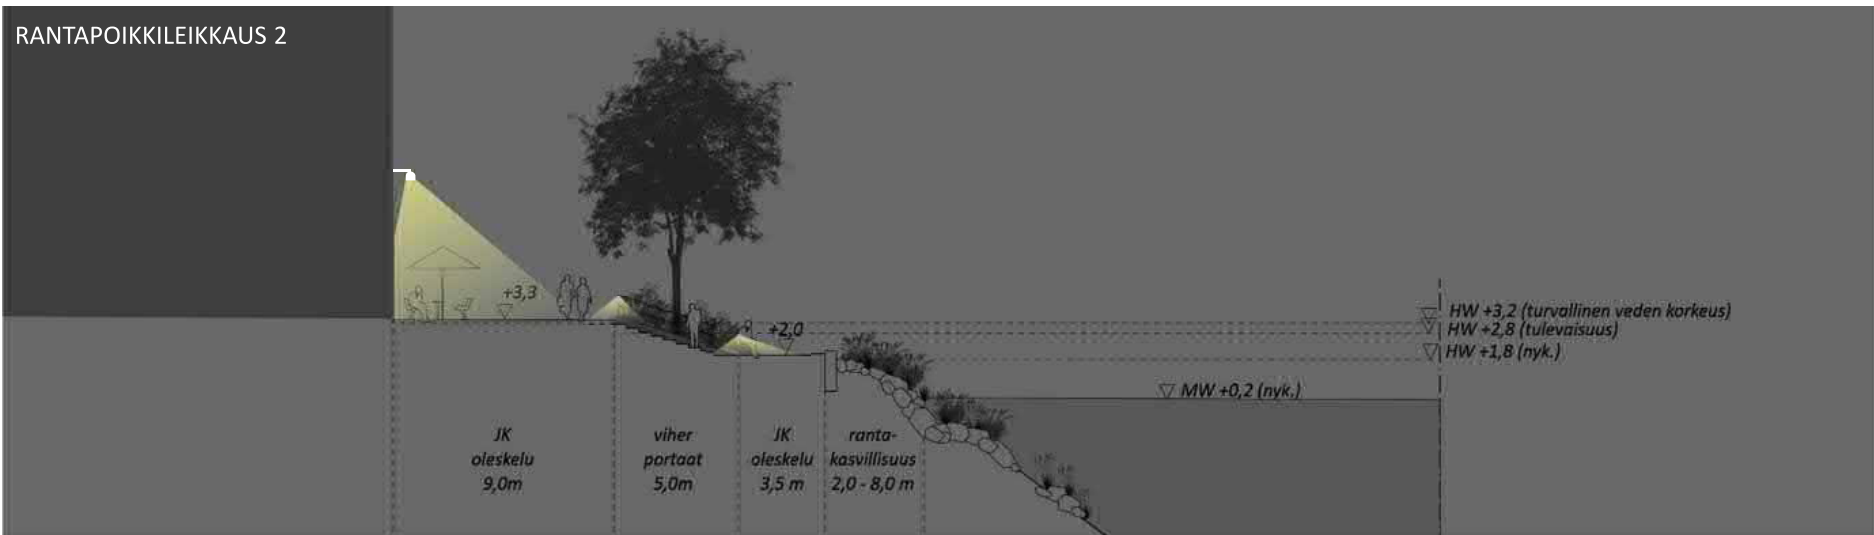 RANTAPOIKKILEIKKAUS 2
+3,3
+2,0
HW +3,2 (turvallinen veden korkeus)
HW +2,8 (tulevaisuus)
HW +1,8 (nyk.)
MW +0,2 (nyk.)
JK
oleskelu
9,0m
viher
portaat
5,0m
JK
oleskelu
3,5 m
ranta-
kasvillisuus
2,0 - 8,0 m